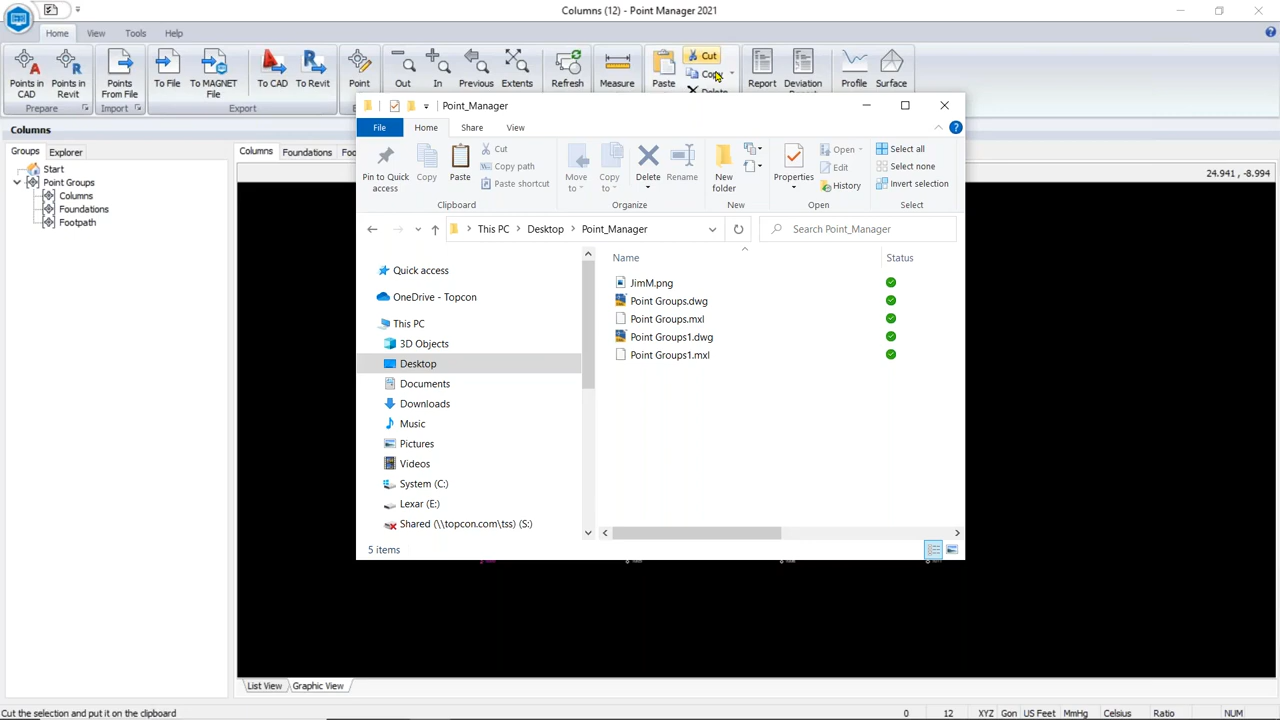 Columns (12) - Point Manager 2021
Home View Tools Help
Points in CAD
Points in Revit
Prepare
Points From File
Import
To File
To MAGNET File
Export
To CAD
To Revit
Point
Out
In
Previous
Extents
Refresh
Measure
Paste
Cut
Copy
Delete
Report
Deviation
Profile
Surface
Columns
Groups Explorer
Start
Point Groups
Columns
Foundations
Footpath
Columns Foundations
24.941 , -8.994
Point_Manager
File Home Share View
Pin to Quick access
Copy
Paste
Cut
Copy path
Paste shortcut
Clipboard
Move to
Copy to
Delete
Rename
Organize
New folder
New
Properties
Open
Edit
History
Open
Select all
Select none
Invert selection
Select
This PC > Desktop > Point_Manager
Search Point_Manager
Quick access
OneDrive - Topcon
This PC
3D Objects
Desktop
Documents
Downloads
Music
Pictures
Videos
System (C:)
Lexar (E:)
Shared (\\topcon.com\tss) (S:)
Name Status
JimM.png
Point Groups.dwg
Point Groups.mxl
Point Groups1.dwg
Point Groups1.mxl
5 items
List View Graphic View
Cut the selection and put it on the clipboard
0 12 XYZ Gon US Feet MmHg Celsius Ratio NUM